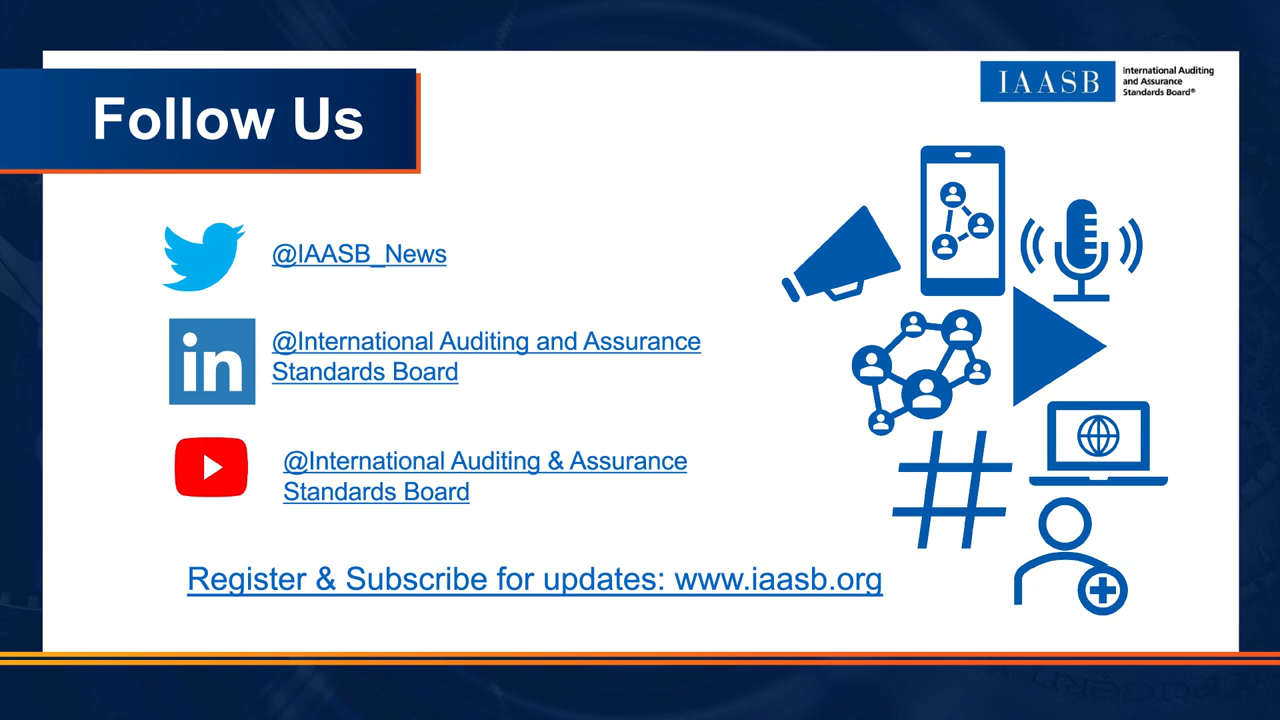 Follow Us
IAASB
International Auditing
and Assurance
Standards Board®
@IAASB_News
in
@International Auditing and Assurance
Standards Board
@International Auditing & Assurance
Standards Board
Register & Subscribe for updates: www.iaasb.org